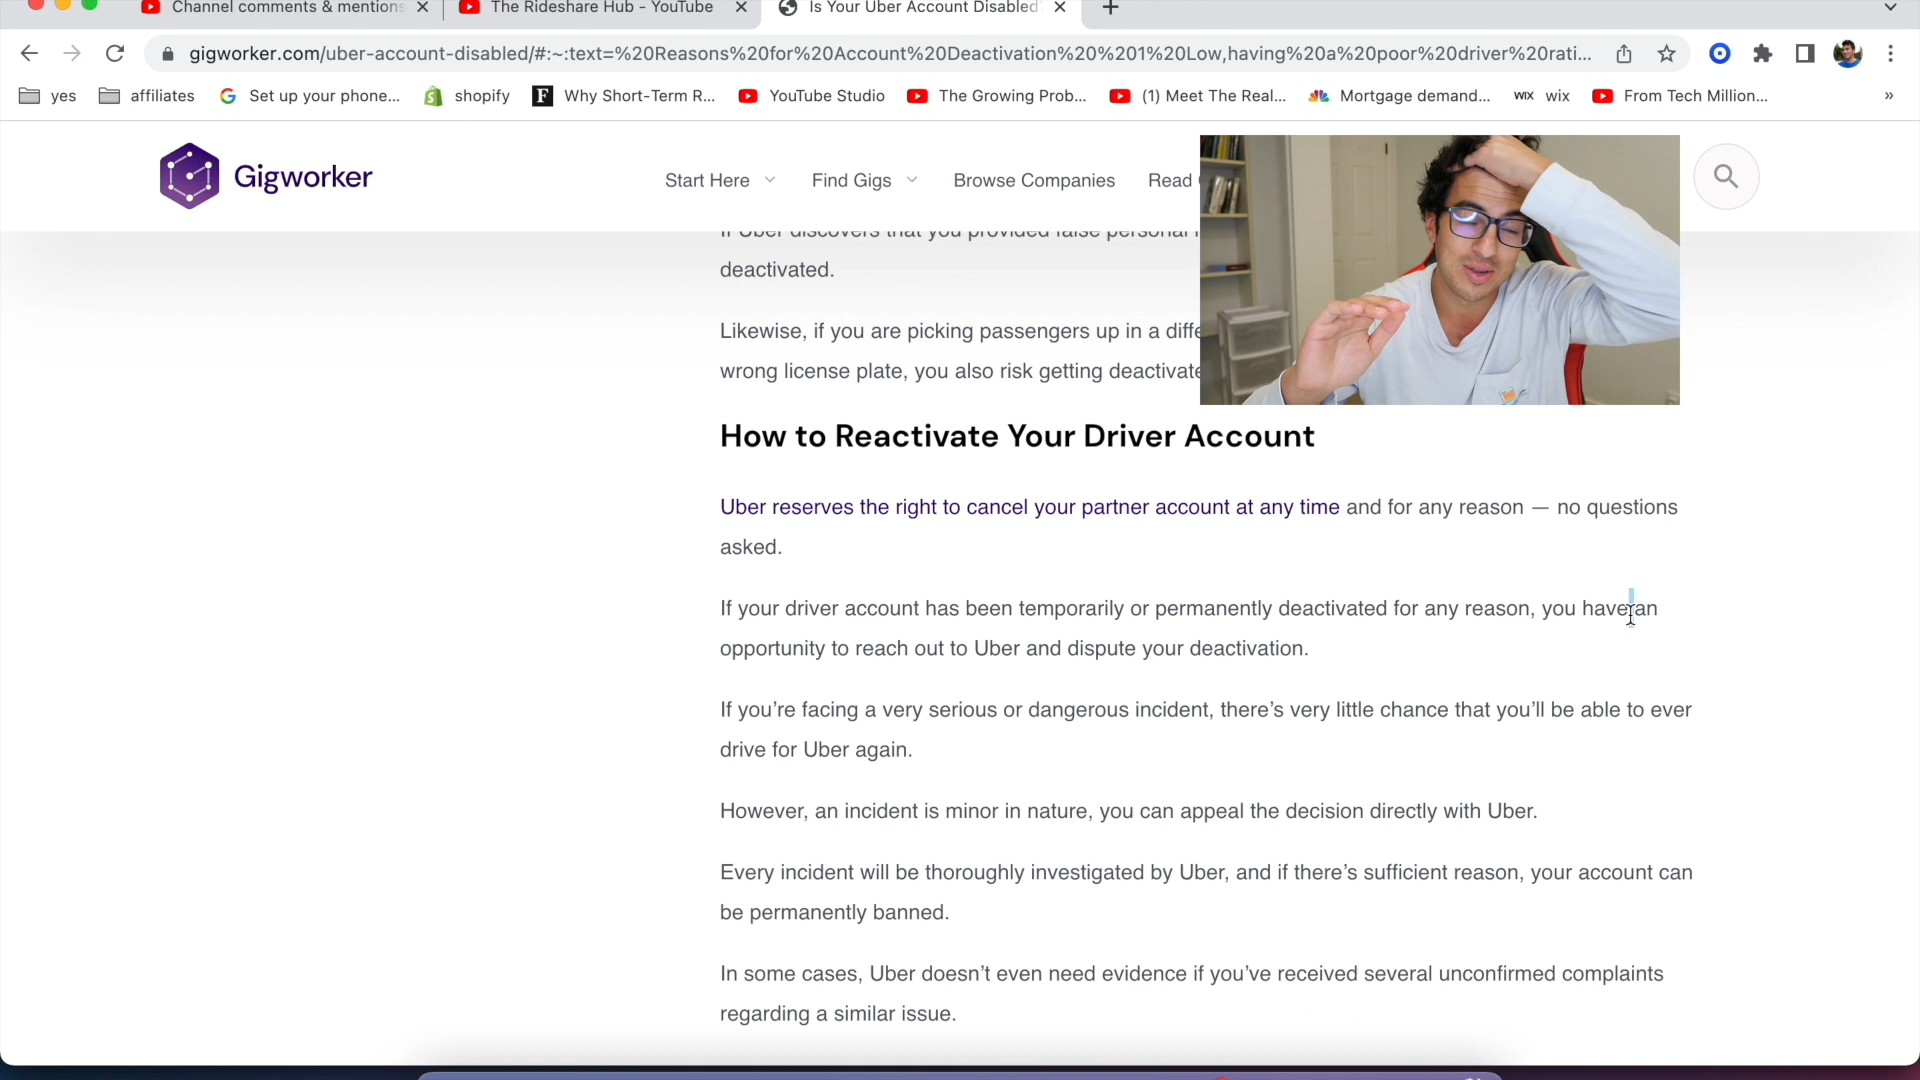 Channel comments & mentions
The Rideshare Hub - YouTube
Is Your Uber Account Disabled
gigworker.com/uber-account-disabled/#:~:text=%20Reasons%20for%20Account%20Deactivation%20%201%20Low,having%20a%20poor%20driver%20rati...
yes affiliates Set up your phone... shopify Why Short-Term R... YouTube Studio The Growing Prob... (1) Meet The Real... Mortgage demand... WIX wix From Tech Million... »
Gigworker
Start Here Find Gigs Browse Companies Read
If Uber discovers that you provided false personal
deactivated.
Likewise, if you are picking passengers up in a diffe
wrong license plate, you also risk getting deactivate
How to Reactivate Your Driver Account
Uber reserves the right to cancel your partner account at any time and for any reason — no questions
asked.
If your driver account has been temporarily or permanently deactivated for any reason, you have an
opportunity to reach out to Uber and dispute your deactivation.
If you’re facing a very serious or dangerous incident, there’s very little chance that you’ll be able to ever
drive for Uber again.
However, an incident is minor in nature, you can appeal the decision directly with Uber.
Every incident will be thoroughly investigated by Uber, and if there’s sufficient reason, your account can
be permanently banned.
In some cases, Uber doesn’t even need evidence if you’ve received several unconfirmed complaints
regarding a similar issue.